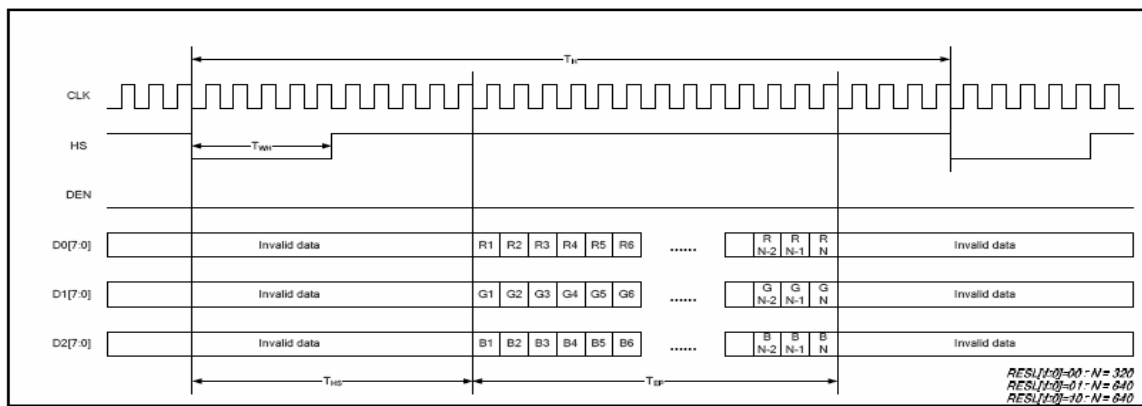 TH
CLK
HS
TWH
DEN
D0[7:0] Invalid data R1 R2 R3 R4 R5 R6 ...... R N-2 R N-1 R N Invalid data
D1[7:0] Invalid data G1 G2 G3 G4 G5 G6 ...... G N-2 G N-1 G N Invalid data
D2[7:0] Invalid data B1 B2 B3 B4 B5 B6 ...... B N-2 B N-1 B N Invalid data
THS TEP
RESL[1:0]=00 : N = 320
RESL[1:0]=01 : N = 640
RESL[1:0]=10 : N = 640